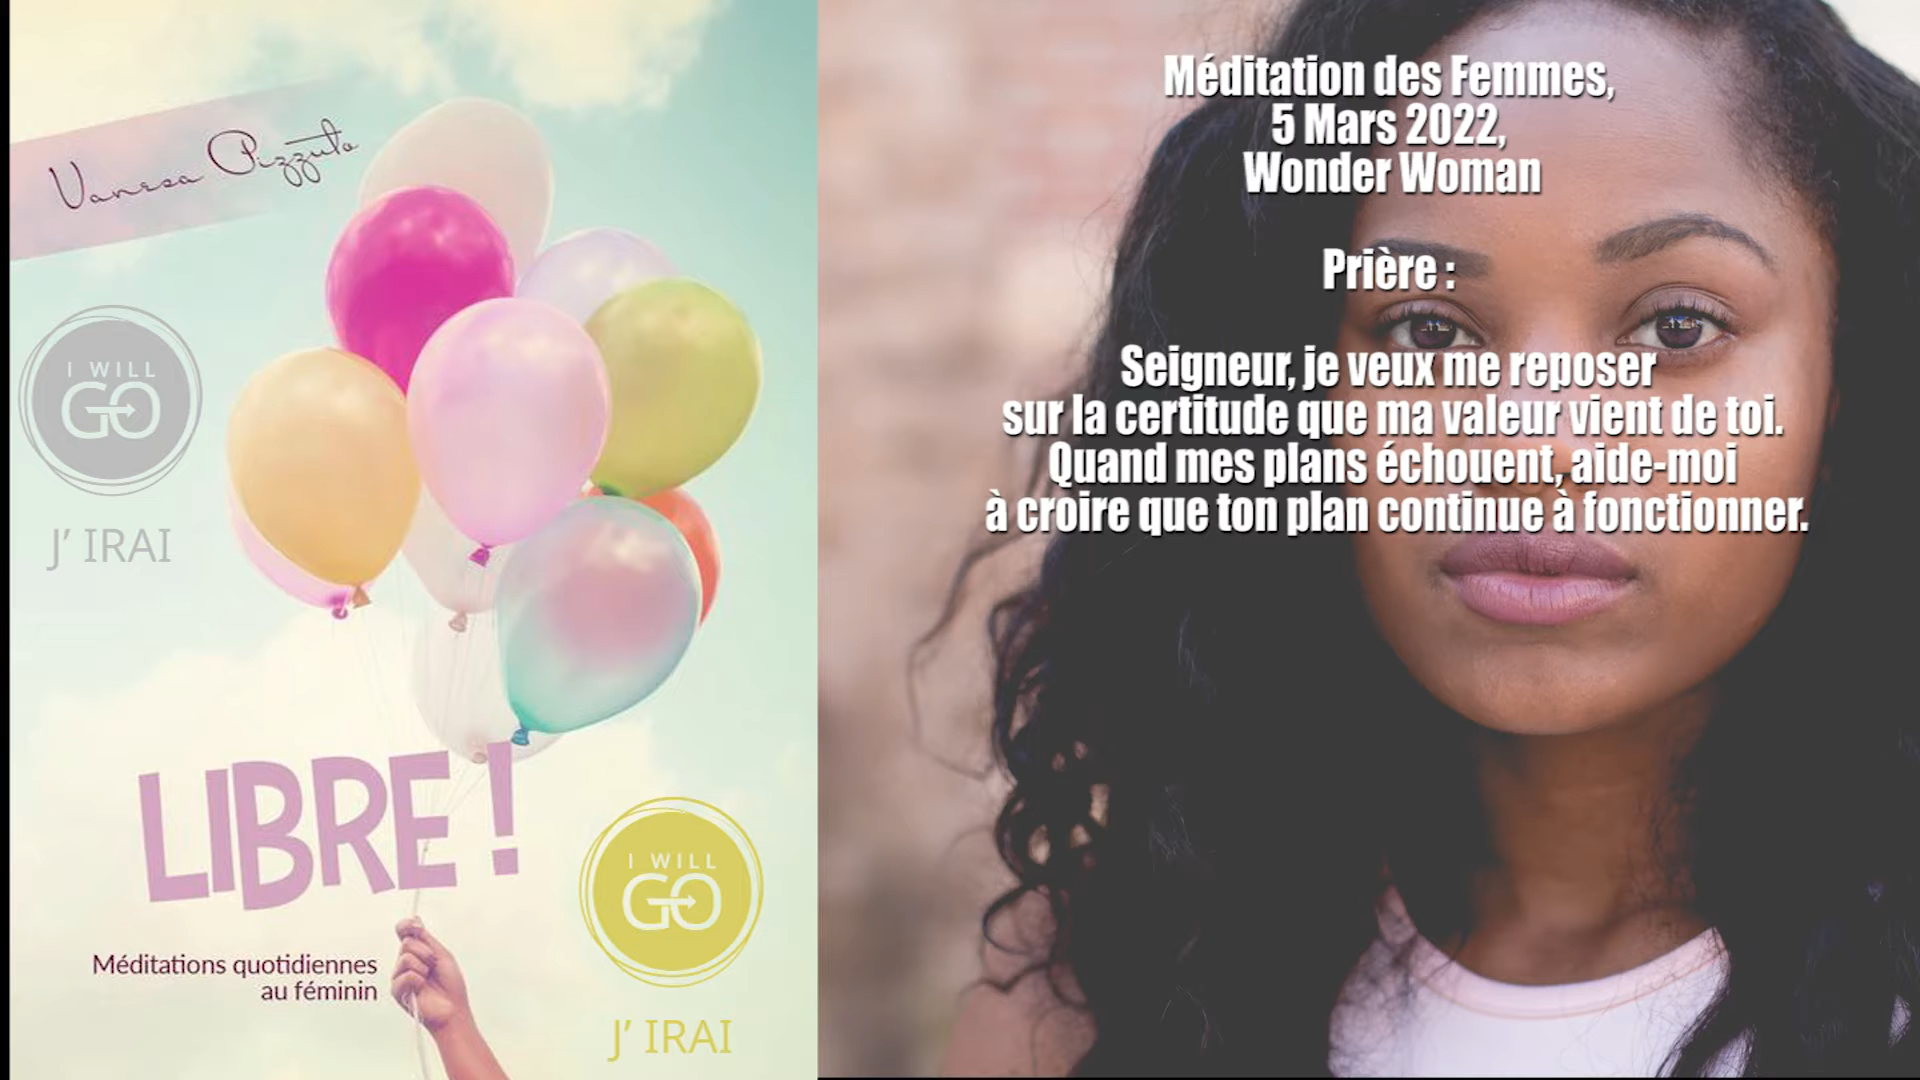 Vanesa Pizzuto
I WILL
GO
J’ IRAI
LIBRE !
Méditations quotidiennes
au féminin
I WILL
GO
J’ IRAI
Méditation des Femmes,
5 Mars 2022,
Wonder Woman
Prière :
Seigneur, je veux me reposer
sur la certitude que ma valeur vient de toi.
Quand mes plans échouent, aide-moi
à croire que ton plan continue à fonctionner.